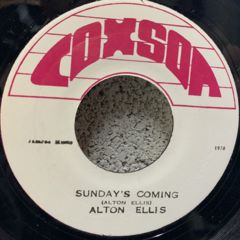 COXSON
1970
SUNDAY'S COMING
(ALTON ELLIS)
ALTON ELLIS